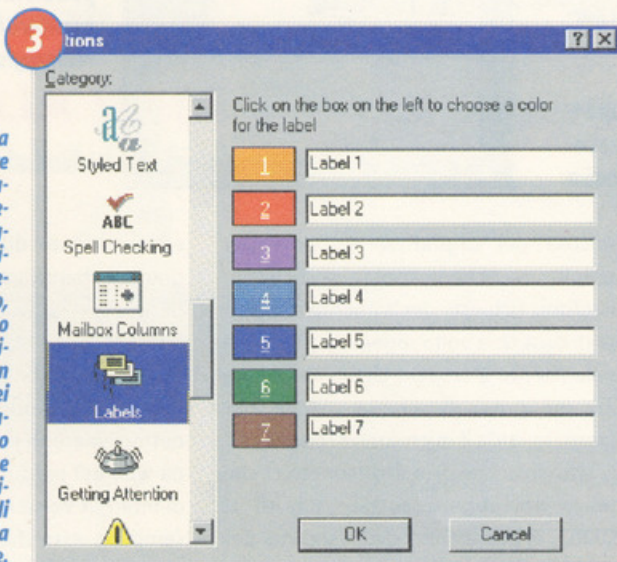 3
tions
? X
Category:
Styled Text
ABC
Spell Checking
Mailbox Columns
Labels
Getting Attention
Click on the box on the left to choose a color
for the label
1 Label 1
2 Label 2
3 Label 3
4 Label 4
5 Label 5
6 Label 6
7 Label 7
OK Cancel